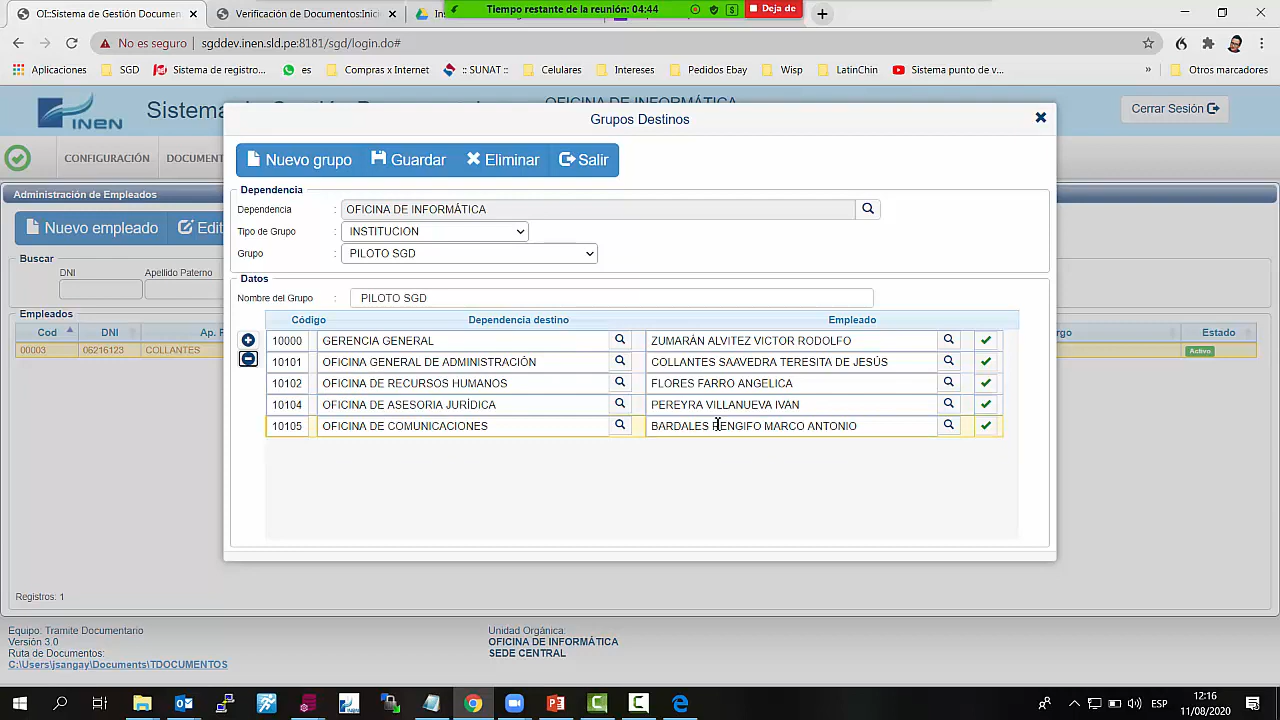 Sistema de Gestión Documen
Verificación de Documentos:Inici
Tiempo restante de la reunión: 04:44
Deja de
No es seguro
sgddev.inen.sld.pe:8181/sgd/login.do#
Aplicaciones
SGD
Sistema de registro...
es
Compras x Internet
:: SUNAT ::
Celulares
Intereses
Pedidos Ebay
Wisp
LatinChin
Sistema punto de v...
»
Otros marcadores
INEN
Sistema
OFICINA DE INFORMÁTICA
Cerrar Sesión
CONFIGURACIÓN
DOCUMENT
Grupos Destinos
Nuevo grupo
Guardar
Eliminar
Salir
Administración de Empleados
Nuevo empleado
Edit
Buscar
DNI
Apellido Paterno
Empleados
Cod
DNI
Ap. P
rgo
Estado
00003
06216123
COLLANTES
Activo
Dependencia
Dependencia : OFICINA DE INFORMÁTICA
Tipo de Grupo : INSTITUCION
Grupo : PILOTO SGD
Datos
Nombre del Grupo : PILOTO SGD
Código Dependencia destino Empleado
10000 GERENCIA GENERAL ZUMARÁN ALVITEZ VICTOR RODOLFO
10101 OFICINA GENERAL DE ADMINISTRACIÓN COLLANTES SAAVEDRA TERESITA DE JESÚS
10102 OFICINA DE RECURSOS HUMANOS FLORES FARRO ANGELICA
10104 OFICINA DE ASESORIA JURÍDICA PEREYRA VILLANUEVA IVAN
10105 OFICINA DE COMUNICACIONES BARDALES RENGIFO MARCO ANTONIO
Registros: 1
Equipo: Tramite Documentario
Versión 3.0
Ruta de Documentos:
C:\Users\jsangay\Documents\TDOCUMENTOS
Unidad Orgánica:
OFICINA DE INFORMÁTICA
SEDE CENTRAL
ESP
12:16
11/08/2020